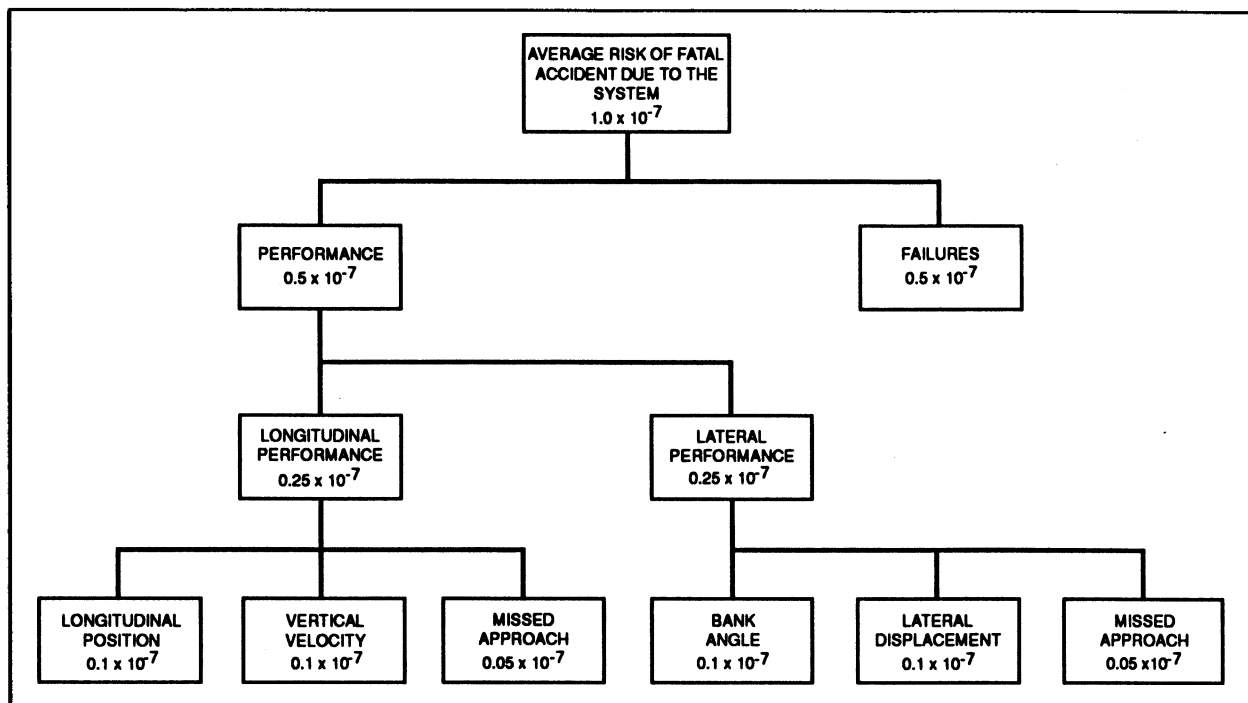 AVERAGE RISK OF FATAL
ACCIDENT DUE TO THE
SYSTEM
1.0 x 10⁻⁷
PERFORMANCE
0.5 x 10⁻⁷
FAILURES
0.5 x 10⁻⁷
LONGITUDINAL
PERFORMANCE
0.25 x 10⁻⁷
LATERAL
PERFORMANCE
0.25 x 10⁻⁷
LONGITUDINAL
POSITION
0.1 x 10⁻⁷
VERTICAL
VELOCITY
0.1 x 10⁻⁷
MISSED
APPROACH
0.05 x 10⁻⁷
BANK
ANGLE
0.1 x 10⁻⁷
LATERAL
DISPLACEMENT
0.1 x 10⁻⁷
MISSED
APPROACH
0.05 x10⁻⁷